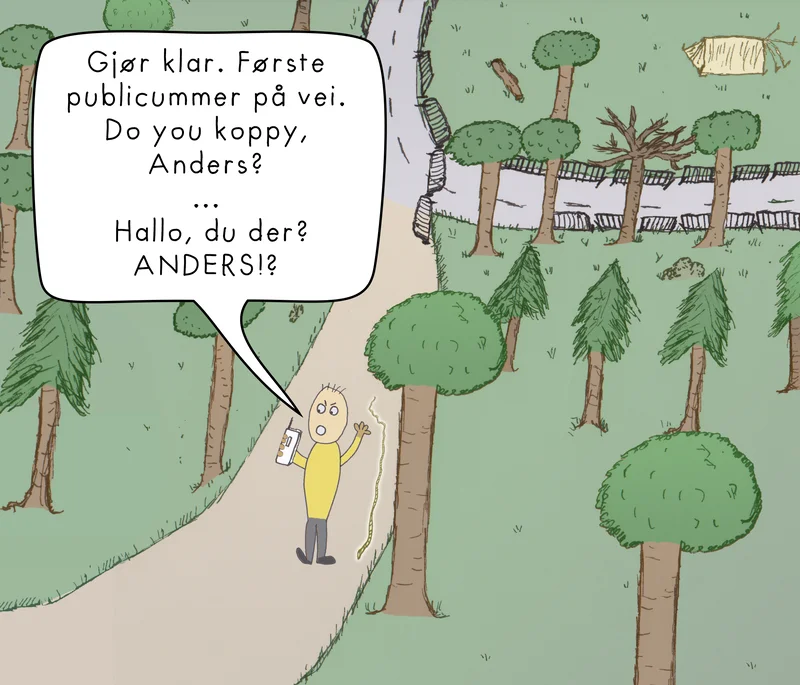 Gjør klar. Første
publicummer på vei.
Do you koppy,
Anders?
...
Hallo, du der?
ANDERS!?